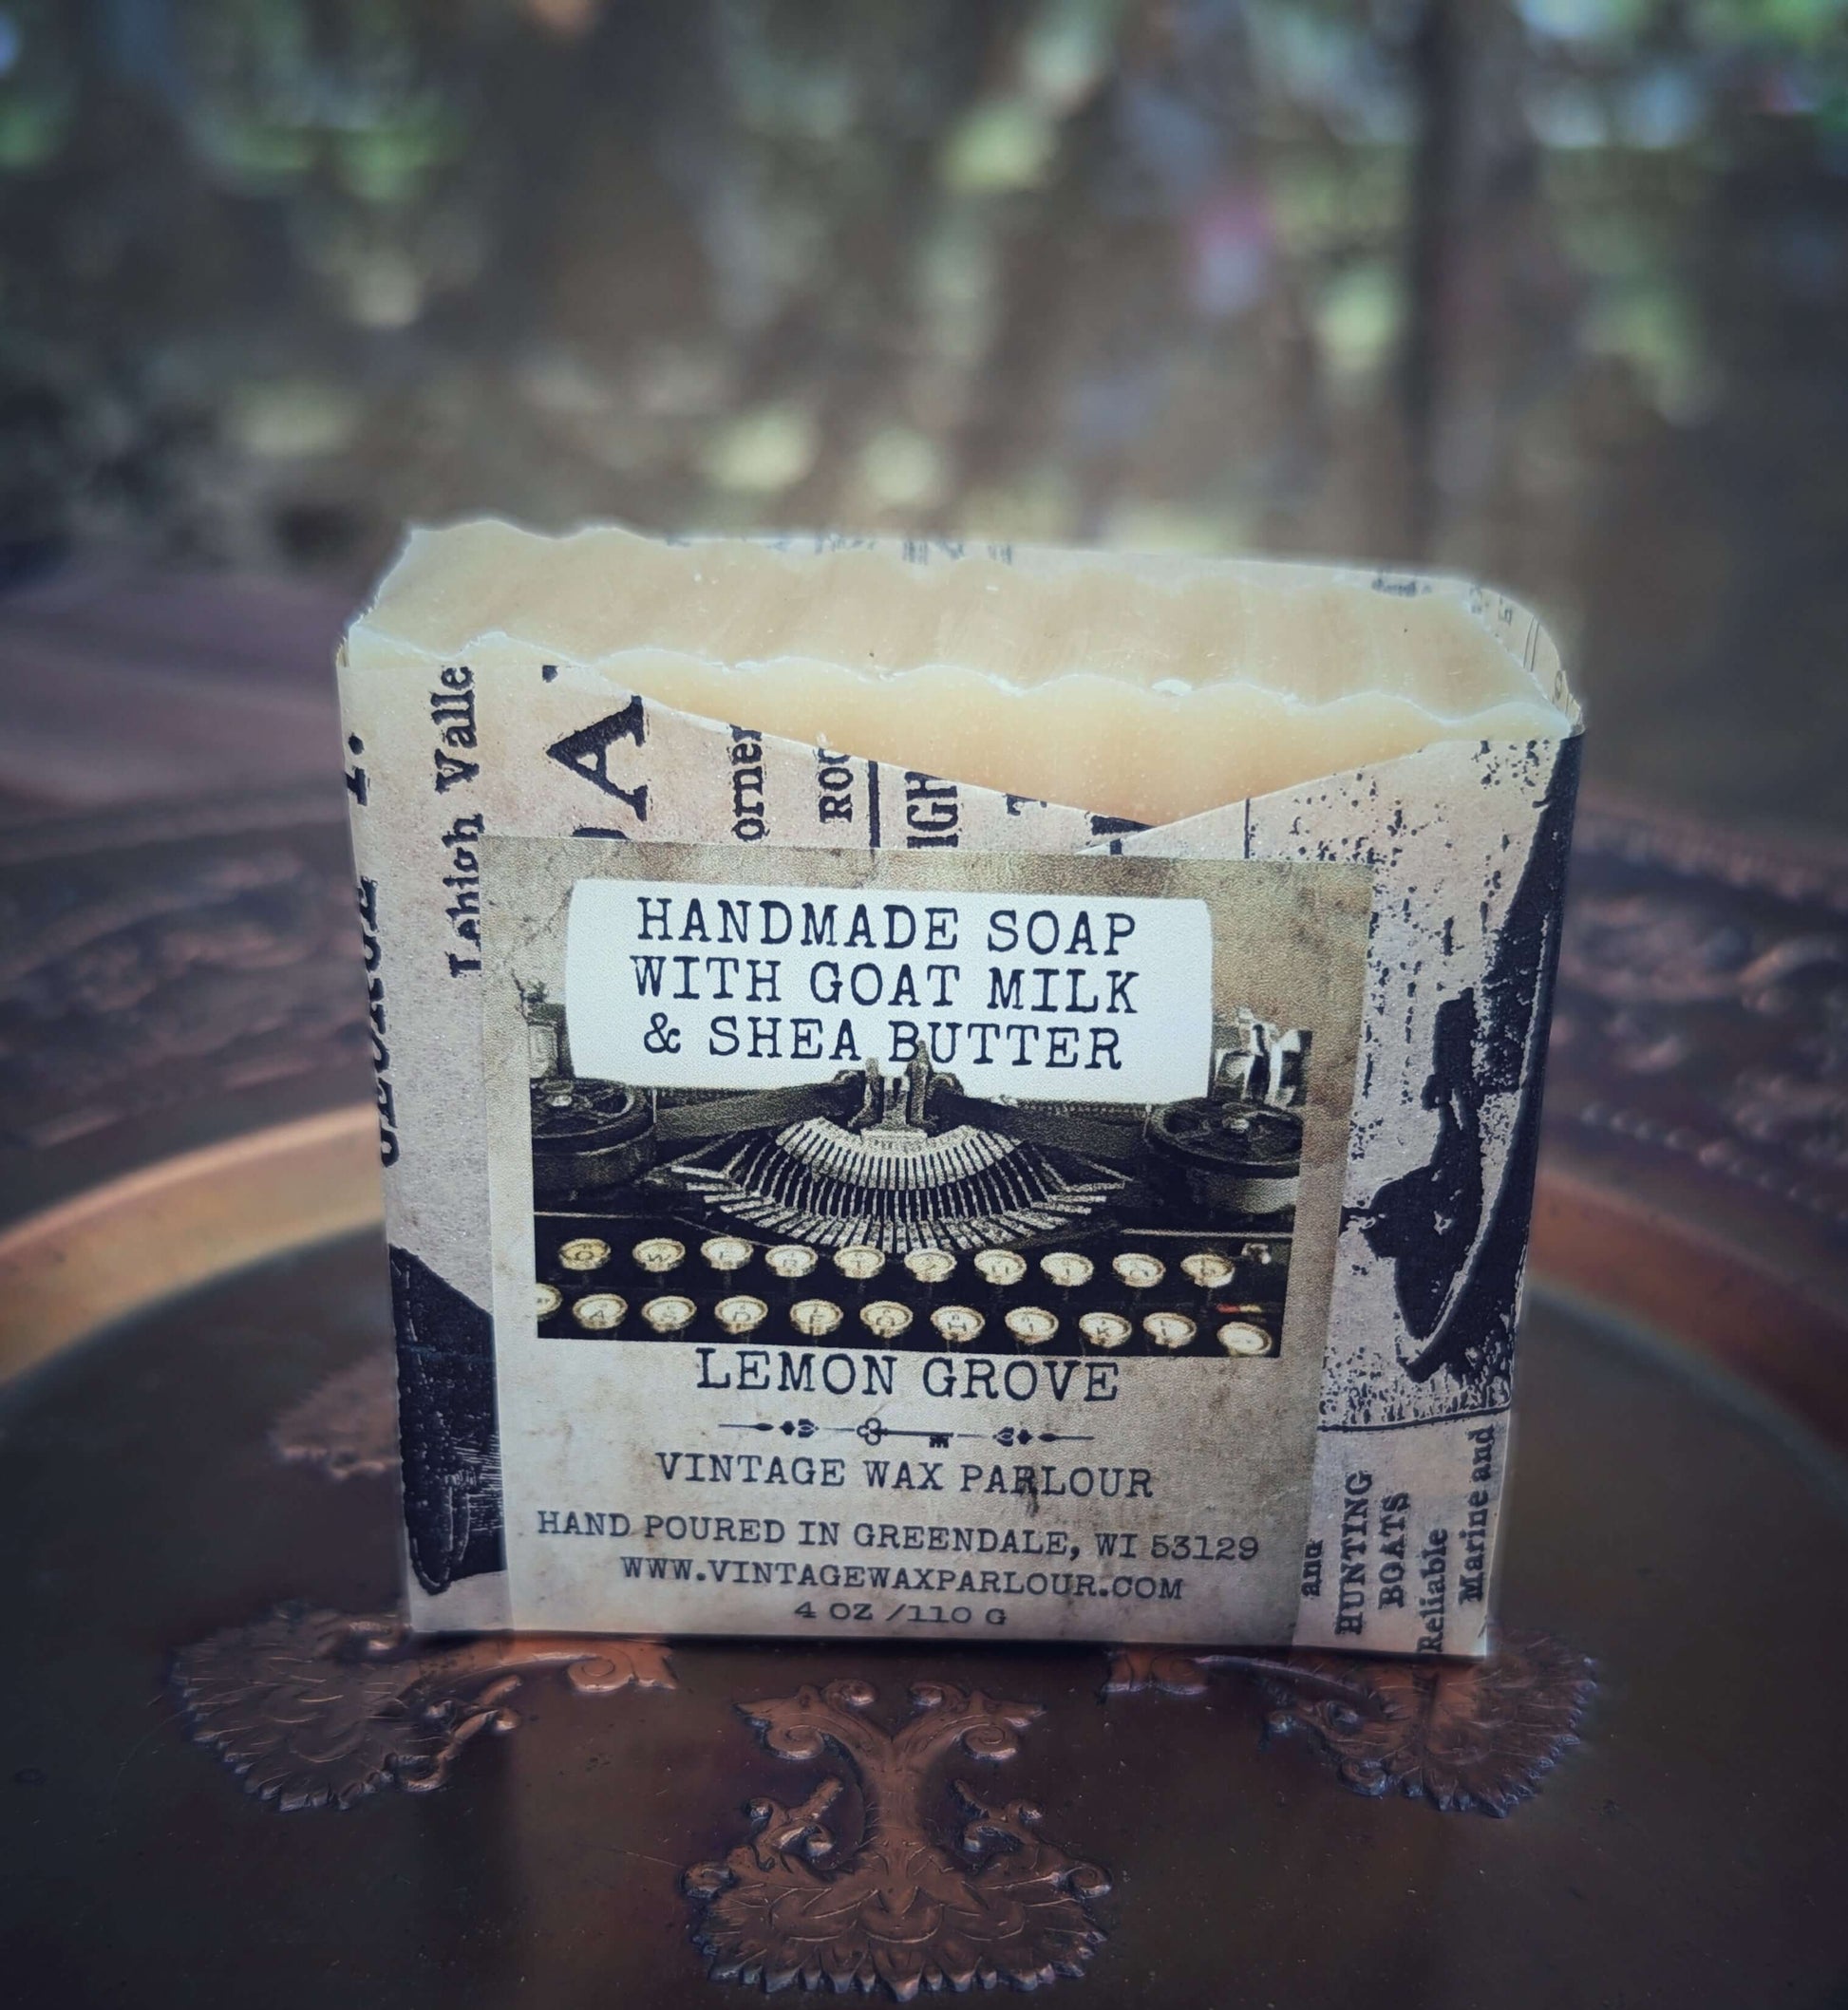 Lehigh Valle
A
HANDMADE SOAP
WITH GOAT MILK
& SHEA BUTTER
LEMON GROVE
VINTAGE WAX PARLOUR
HAND POURED IN GREENDALE, WI 53129
WWW.VINTAGEWAXPARLOUR.COM
4 OZ /110 G
and
HUNTING
BOATS
Reliable
Marine and